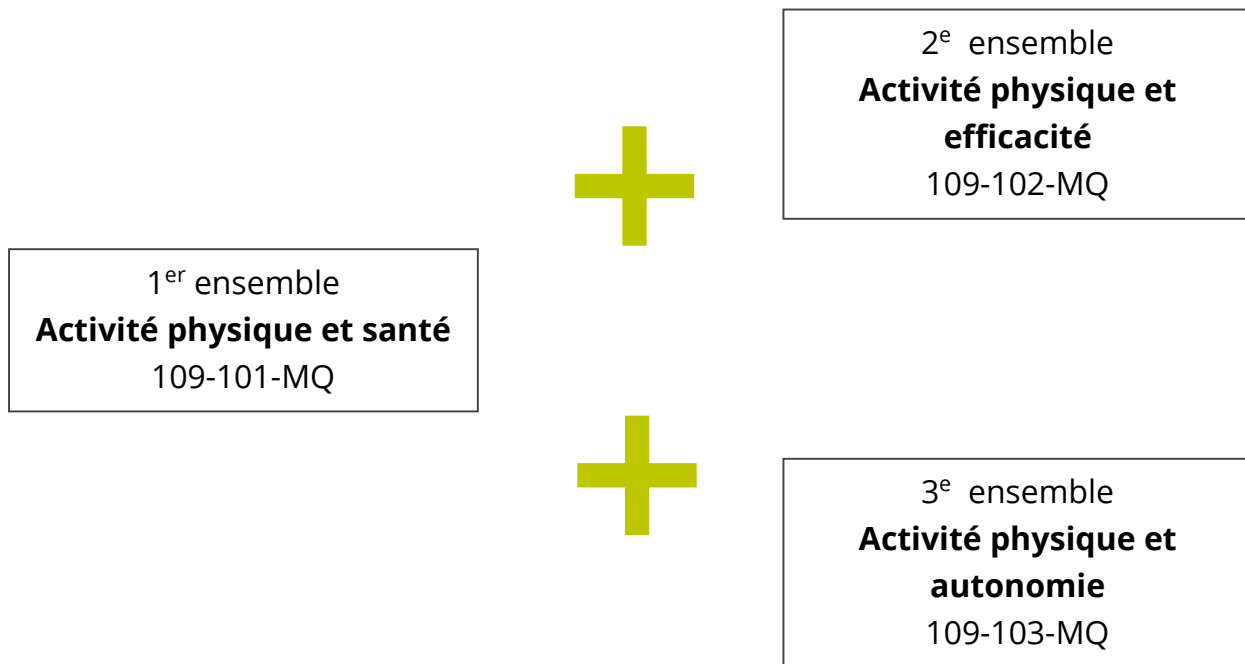 1er ensemble
Activité physique et santé
109-101-MQ
2e ensemble
Activité physique et
efficacité
109-102-MQ
3e ensemble
Activité physique et
autonomie
109-103-MQ